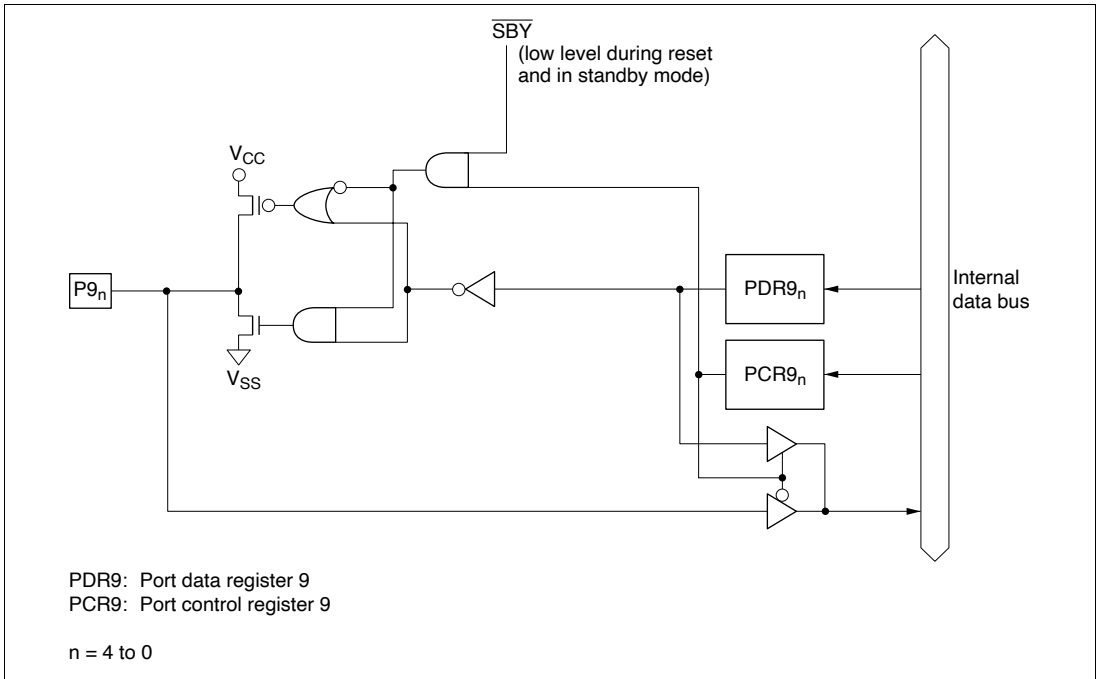 SBY
(low level during reset
and in standby mode)
VCC
P9n
VSS
PDR9n
PCR9n
Internal
data bus
PDR9: Port data register 9
PCR9: Port control register 9
n = 4 to 0